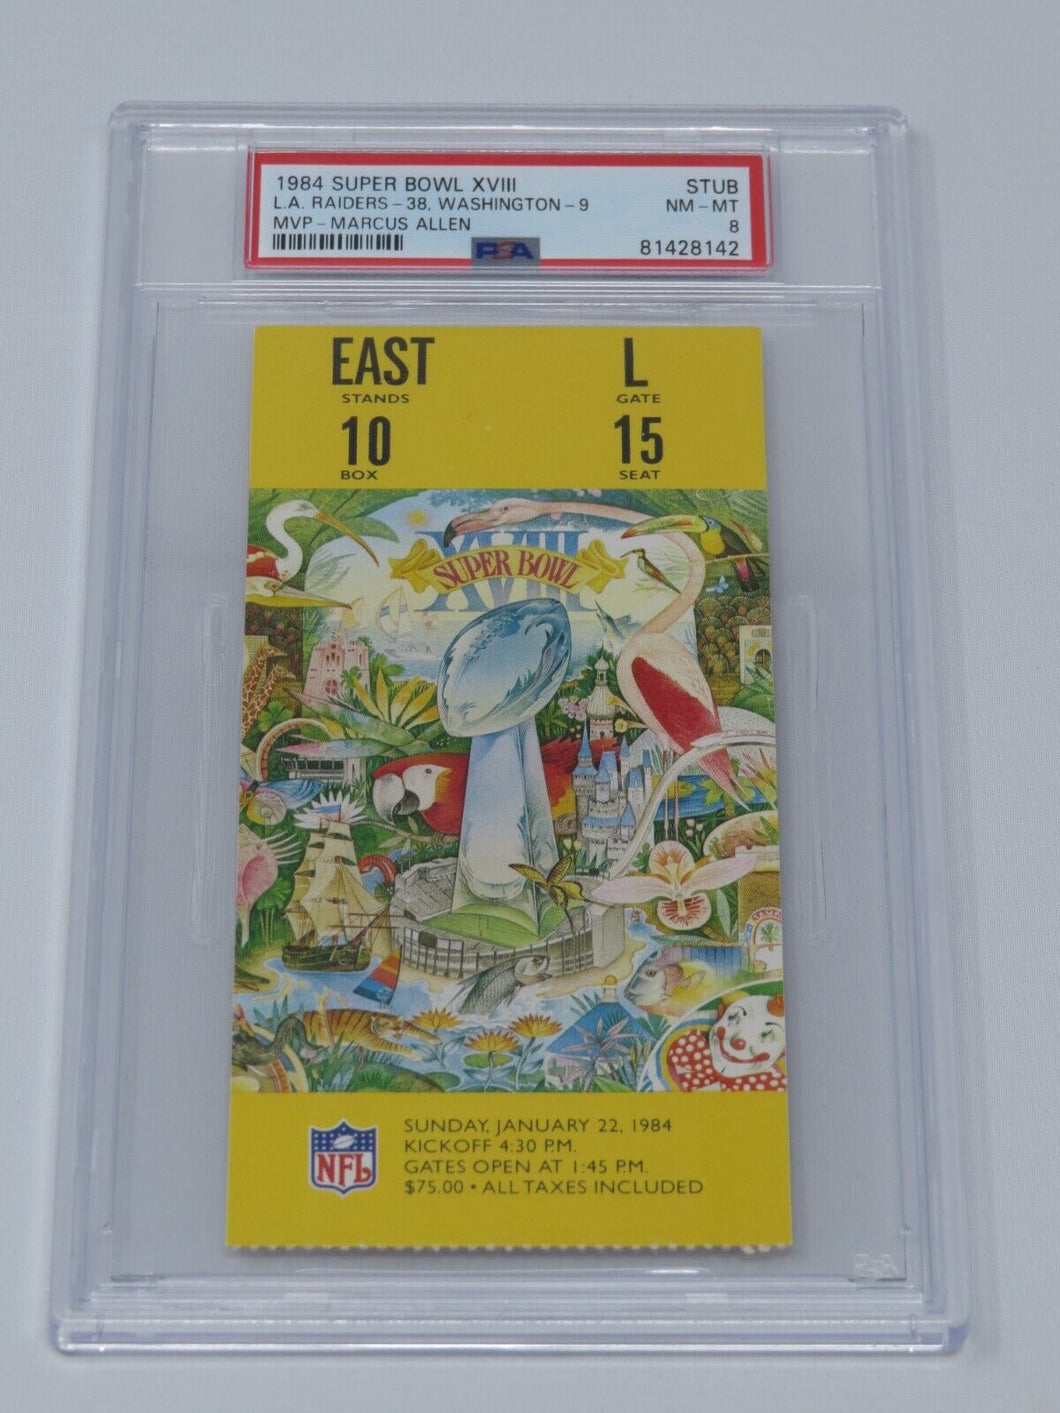 1984 SUPER BOWL XVIII STUB
L.A. RAIDERS-38, WASHINGTON-9 NM-MT
MVP-MARCUS ALLEN 8
PSA 81428142
EAST L
STANDS GATE
10 15
BOX SEAT
XVIII
SUPER BOWL
TAMPA
NFL
SUNDAY, JANUARY 22, 1984
KICKOFF 4:30 P.M.
GATES OPEN AT 1:45 P.M.
$75.00 • ALL TAXES INCLUDED
PSA